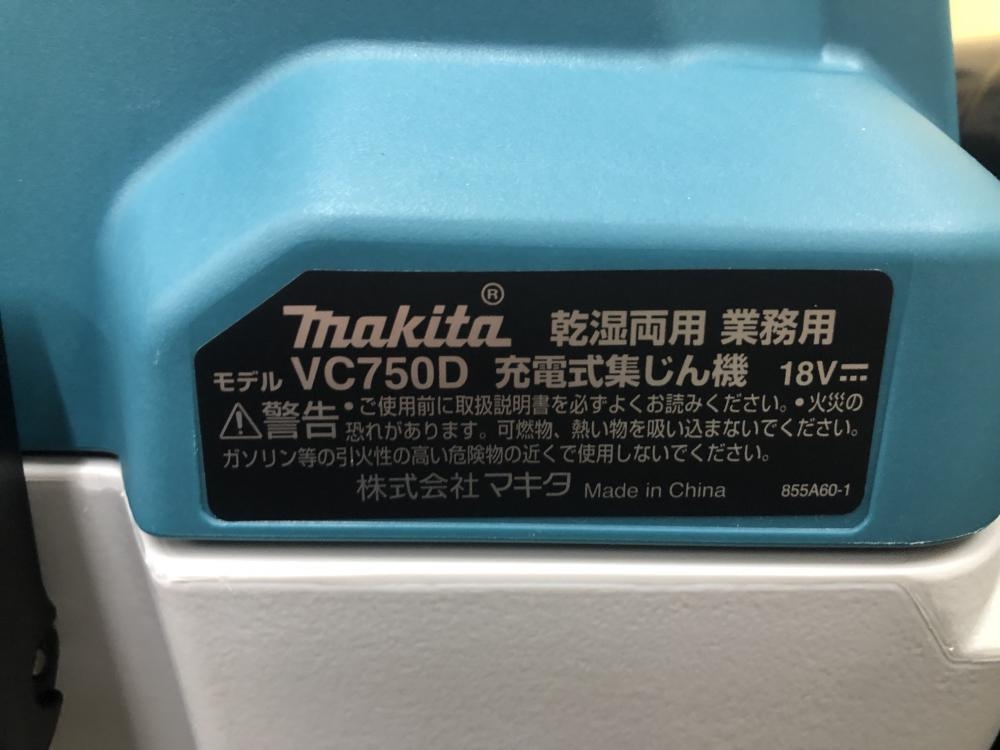 makita® 乾湿両用 業務用
モデル VC750D 充電式集じん機 18V⎓
⚠警告 •ご使用前に取扱説明書を必ずよくお読みください。•火災の
恐れがあります。可燃物、熱い物を吸い込まないでください。
ガソリン等の引火性の高い危険物の近くで使用しないでください。
株式会社 マキタ Made in China 855A60-1